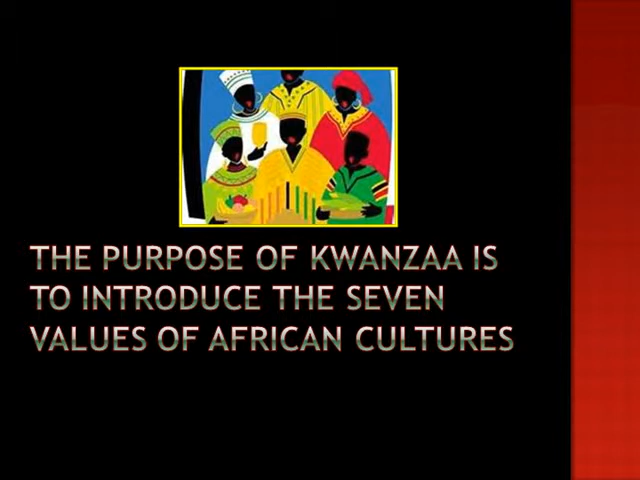 THE PURPOSE OF KWANZAA IS
TO INTRODUCE THE SEVEN
VALUES OF AFRICAN CULTURES